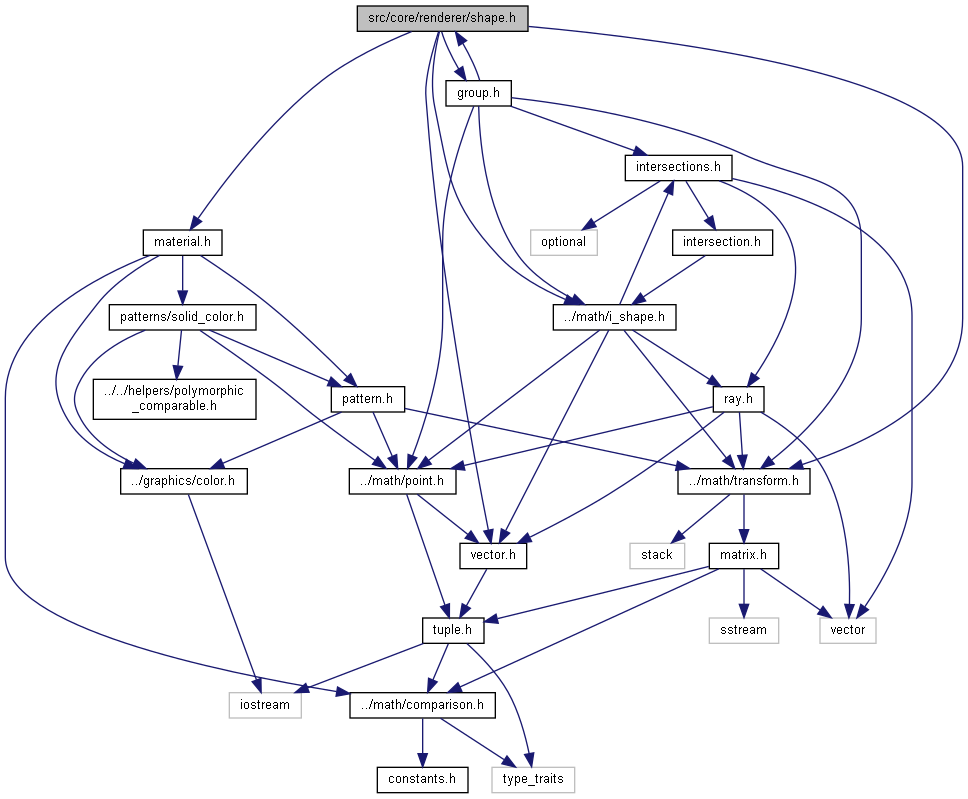 src/core/renderer/shape.h
group.h
intersections.h
material.h
optional
intersection.h
patterns/solid_color.h
../math/i_shape.h
../../helpers/polymorphic
_comparable.h
pattern.h
ray.h
../graphics/color.h
../math/point.h
../math/transform.h
vector.h
stack
matrix.h
tuple.h
sstream
vector
iostream
../math/comparison.h
constants.h
type_traits